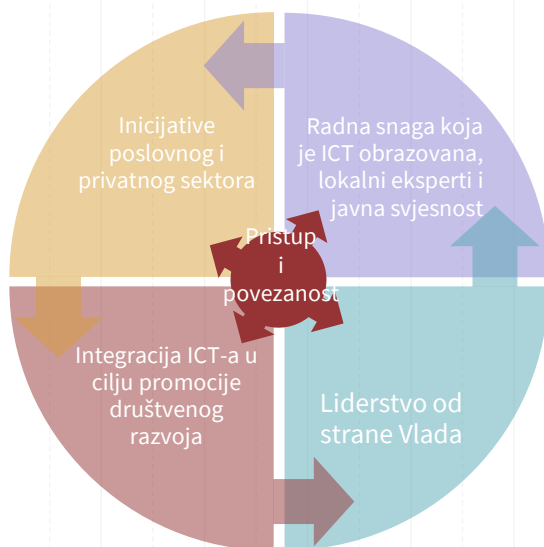 Inicijative
poslovnog i
privatnog sektora
Radna snaga koja
je ICT obrazovana,
lokalni eksperti i
javna svjesnost
Pristup
i
povezanost
Integracija ICT-a u
cilju promocije
društvenog
razvoja
Liderstvo od
strane Vlada